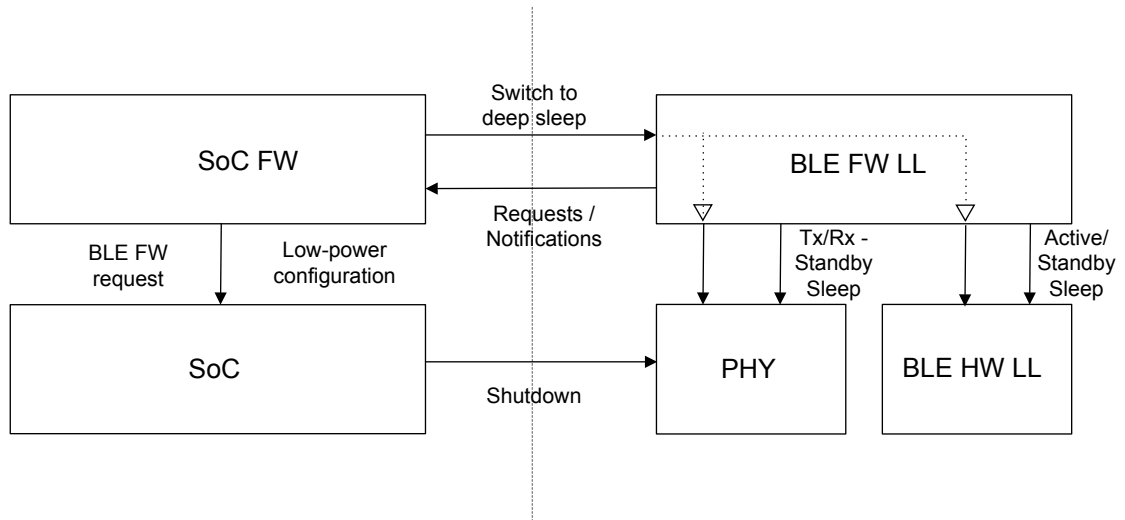 Switch to
deep sleep
SoC FW
BLE FW LL
Requests /
Notifications
BLE FW
request
Low-power
configuration
Tx/Rx -
Standby
Sleep
Active/
Standby
Sleep
SoC
PHY
BLE HW LL
Shutdown